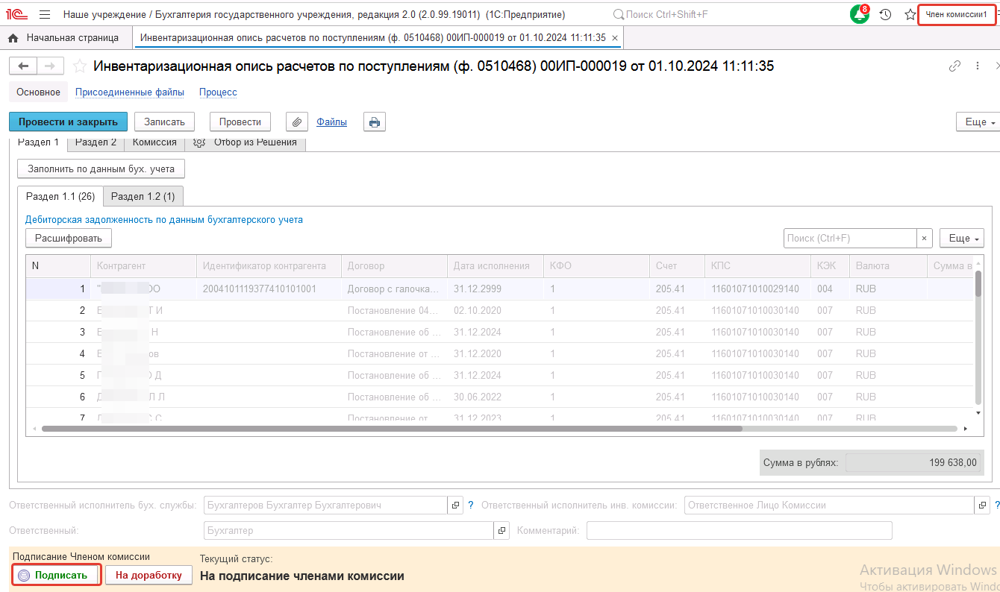 1С Наше учреждение / Бухгалтерия государственного учреждения, редакция 2.0 (2.0.99.19011) (1С:Предприятие) Поиск Ctrl+Shift+F 8 Член комиссии1
Начальная страница Инвентаризационная опись расчетов по поступлениям (ф. 0510468) 00ИП-000019 от 01.10.2024 11:11:35 ×
Инвентаризационная опись расчетов по поступлениям (ф. 0510468) 00ИП-000019 от 01.10.2024 11:11:35
Основное Присоединенные файлы Процесс
Провести и закрыть Записать Провести Файлы Еще
Раздел 1 Раздел 2 Комиссия Отбор из Решения
Заполнить по данным бух. учета
Раздел 1.1 (26) Раздел 1.2 (1)
Дебиторская задолженность по данным бухгалтерского учета
Расшифровать Поиск (Ctrl+F) × Еще
N Контрагент Идентификатор контрагента Договор Дата исполнения КФО Счет КПС КЭК Валюта Сумма в
1 " ОО 2004101119377410101001 Договор с галочка... 31.12.2999 1 205.41 11601071010029140 004 RUB
2 Т И Постановление 04... 02.10.2020 1 205.41 11601071010030140 007 RUB
3 Н Постановление об ... 31.12.2024 1 205.41 11601071010030140 007 RUB
4 ов Постановление от ... 31.12.2020 1 205.41 11601071010030140 007 RUB
5 Д Постановление об ... 31.12.2024 1 205.41 11601071010030140 007 RUB
6 Л Л Постановление об ... 30.06.2022 1 205.41 11601071010030140 007 RUB
7 С С Постановление от ... 31.12.2023 1 205.41 11601071010030140 007 RUB
Сумма в рублях: 199 638,00
Ответственный исполнитель бух. службы: Бухгалтеров Бухгалтер Бухгалтерович ? Ответственный исполнитель инв. комиссии: Ответственное Лицо Комиссии ?
Ответственный: Бухгалтер Комментарий:
Подписание Членом комиссии Текущий статус:
Подписать На доработку На подписание членами комиссии
Активация Windows
Чтобы активировать Windo